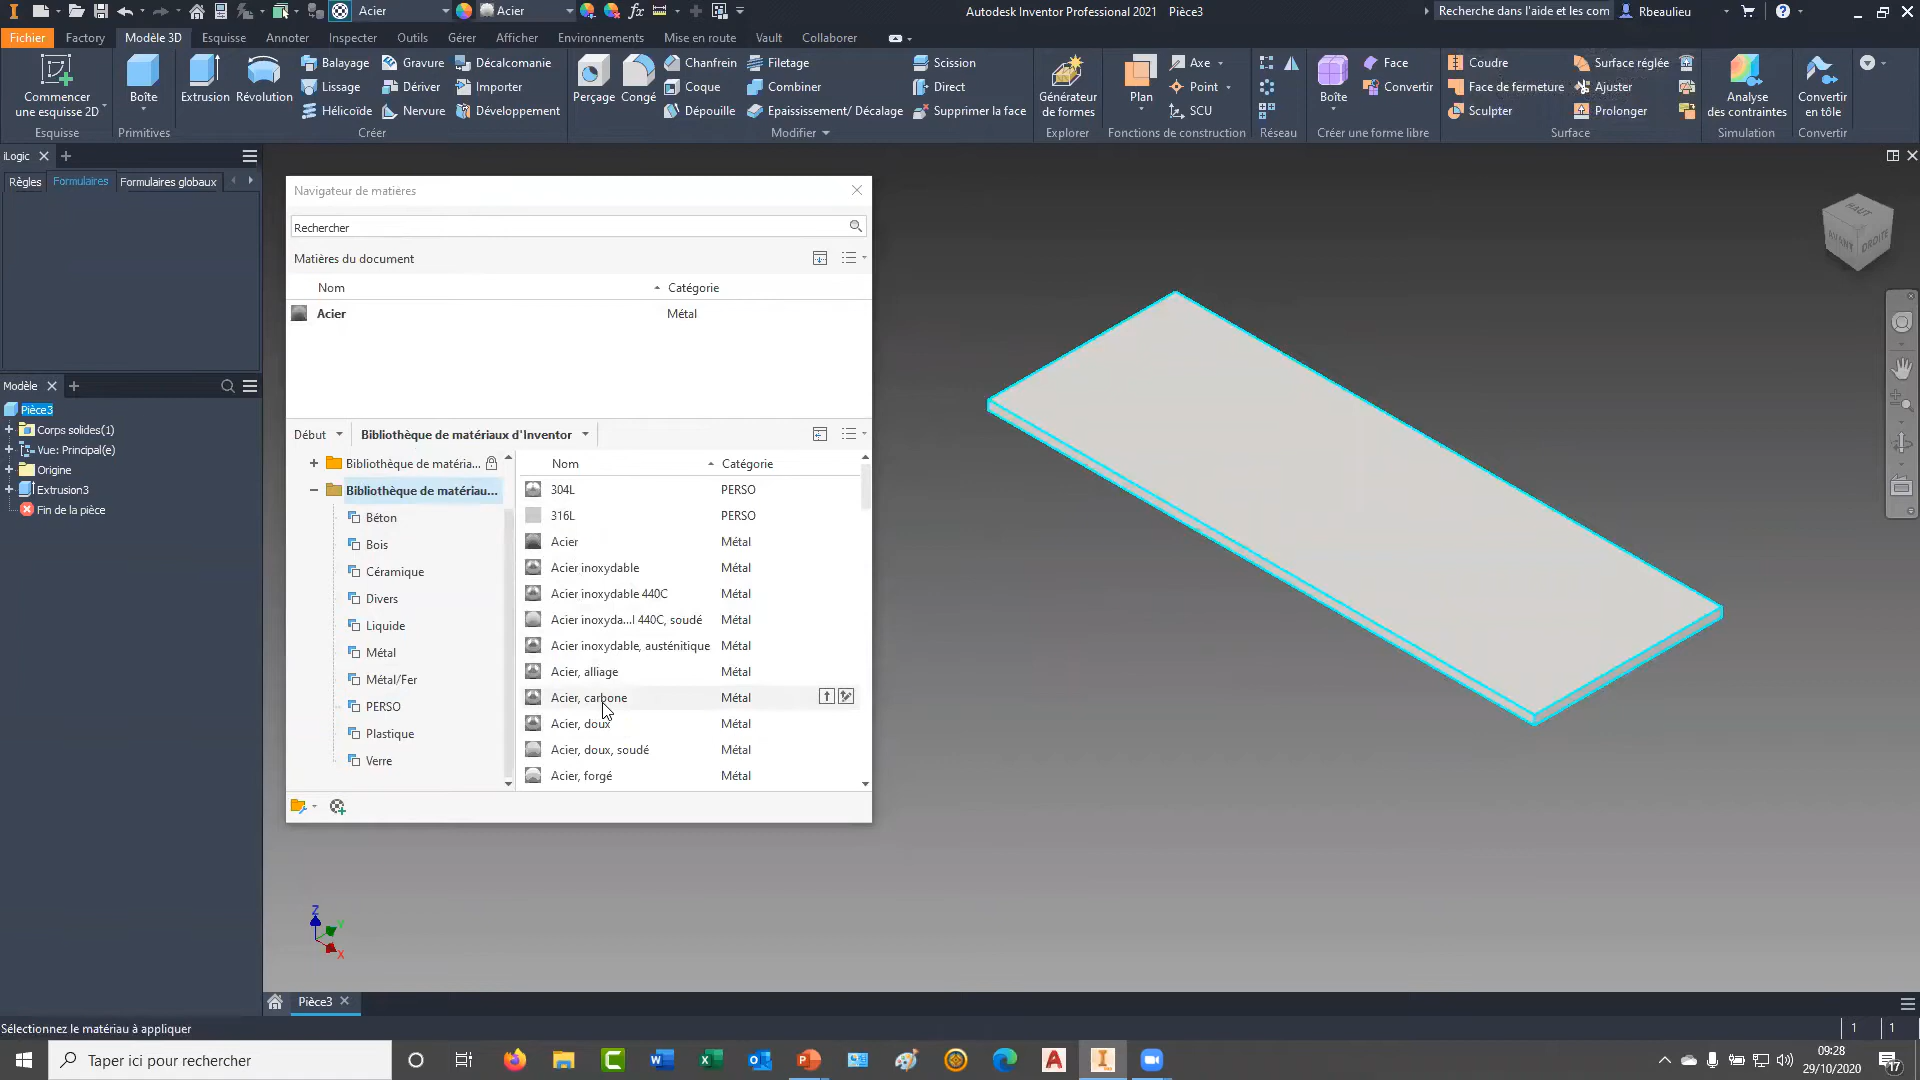 Acier
Acier
Autodesk Inventor Professional 2021 Pièce3
Recherche dans l'aide et les com
Rbeaulieu
Fichier Factory Modèle 3D Esquisse Annoter Inspecter Outils Gérer Afficher Environnements Mise en route Vault Collaborer
Commencer
une esquisse 2D
Esquisse
Boîte
Primitives
Extrusion
Révolution
Balayage
Lissage
Hélicoïde
Gravure
Dériver
Nervure
Décalcomanie
Importer
Développement
Créer
Perçage
Congé
Chanfrein
Coque
Dépouille
Filetage
Combiner
Epaississement/ Décalage
Scission
Direct
Supprimer la face
Modifier
Générateur
de formes
Explorer
Plan
Axe
Point
SCU
Fonctions de construction
Réseau
Boîte
Face
Convertir
Créer une forme libre
Coudre
Face de fermeture
Sculpter
Surface réglée
Ajuster
Prolonger
Surface
Analyse
des contraintes
Simulation
Convertir
en tôle
Convertir
iLogic
Règles Formulaires Formulaires globaux
Modèle
Pièce3
Corps solides(1)
Vue: Principal(e)
Origine
Extrusion3
Fin de la pièce
Navigateur de matières
Rechercher
Matières du document
Nom Catégorie
Acier Métal
Début Bibliothèque de matériaux d'Inventor
Bibliothèque de matéria...
Bibliothèque de matériau...
Béton
Bois
Céramique
Divers
Liquide
Métal
Métal/Fer
PERSO
Plastique
Verre
Nom Catégorie
304L PERSO
316L PERSO
Acier Métal
Acier inoxydable Métal
Acier inoxydable 440C Métal
Acier inoxyda...l 440C, soudé Métal
Acier inoxydable, austénitique Métal
Acier, alliage Métal
Acier, carbone Métal
Acier, doux Métal
Acier, doux, soudé Métal
Acier, forgé Métal
HAUT
AVANT
DROITE
Z
Y
X
Pièce3
Sélectionnez le matériau à appliquer
1 1
Taper ici pour rechercher
09:28
29/10/2020
17